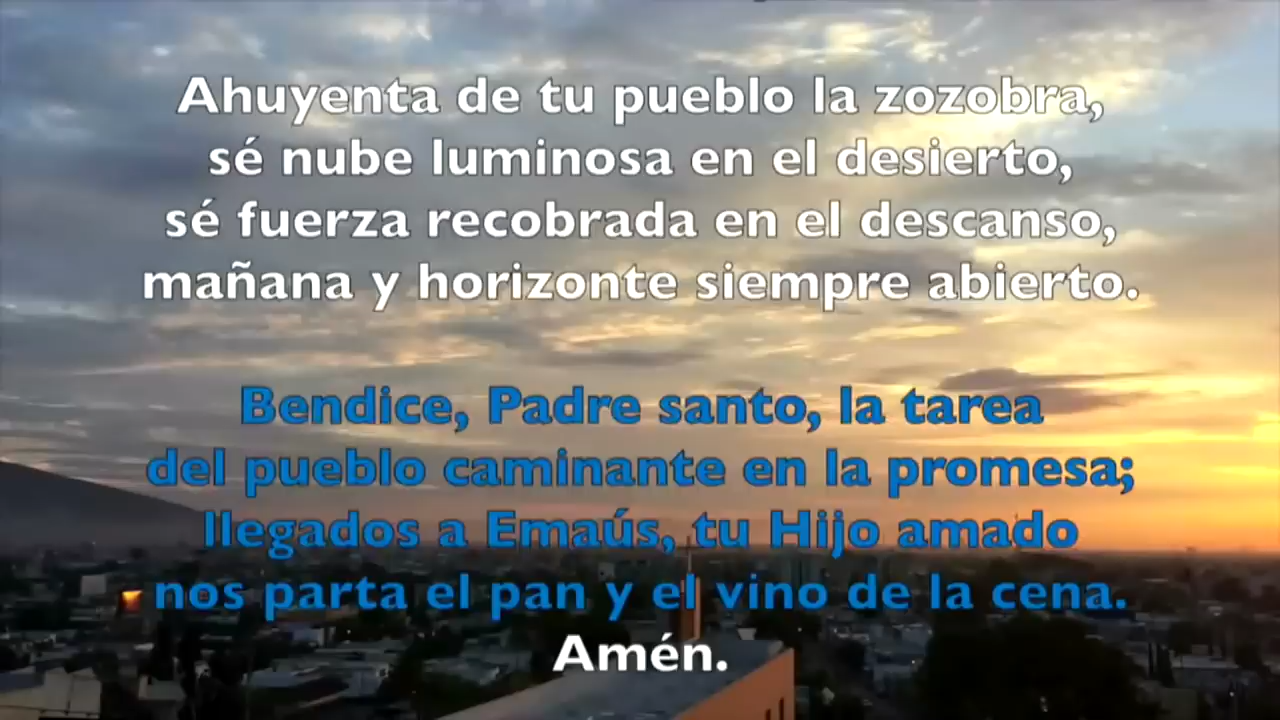 Ahuyenta de tu pueblo la zozobra,
sé nube luminosa en el desierto,
sé fuerza recobrada en el descanso,
mañana y horizonte siempre abierto.
Bendice, Padre santo, la tarea
del pueblo caminante en la promesa;
llegados a Emaús, tu Hijo amado
nos parta el pan y el vino de la cena.
Amén.